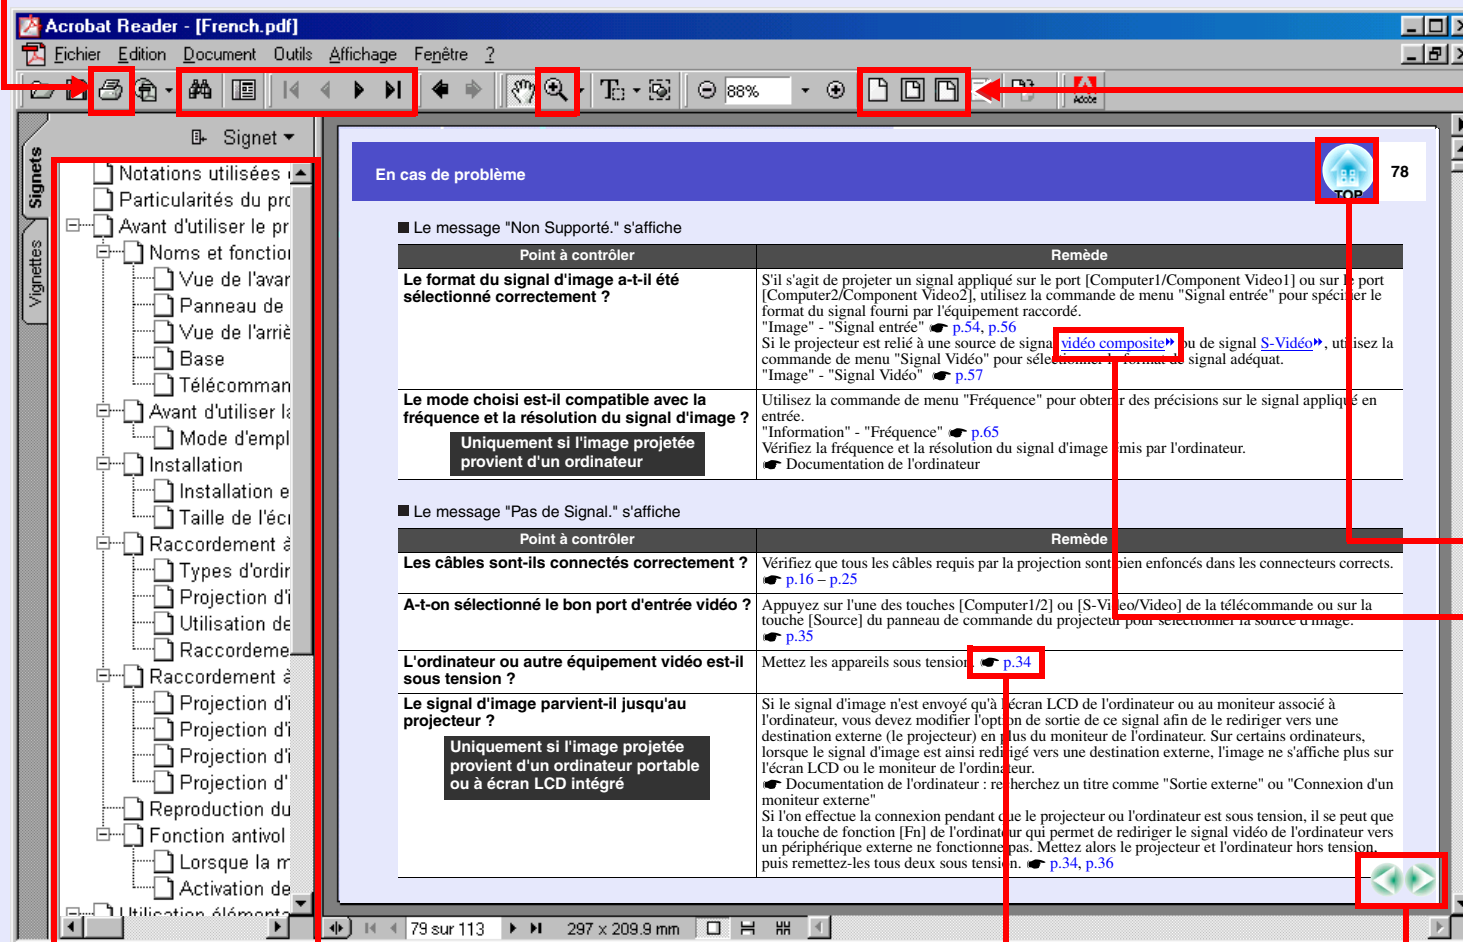 Acrobat Reader - [French.pdf]
Fichier Edition Document Outils Affichage Fenêtre ?
88%
Adobe
Signets
Vignettes
Signet
Notations utilisées
Particularités du pro
Avant d'utiliser le pr
Noms et fonction
Vue de l'avan
Panneau de
Vue de l'arriè
Base
Télécomman
Avant d'utiliser la
Mode d'empl
Installation
Installation e
Taille de l'écr
Raccordement à
Types d'ordin
Projection d'i
Utilisation de
Raccordeme
Raccordement à
Projection d'i
Projection d'i
Projection d'i
Projection d'
Reproduction du
Fonction antivol
Lorsque la m
Activation de
Utilisation élémenta
En cas de problème
TOP
78
Le message "Non Supporté." s'affiche
Point à contrôler Remède
Le format du signal d'image a-t-il été
sélectionné correctement ?
S'il s'agit de projeter un signal appliqué sur le port [Computer1/Component Video1] ou sur le port
[Computer2/Component Video2], utilisez la commande de menu "Signal entrée" pour spécifier le
format du signal fourni par l'équipement raccordé.
"Image" - "Signal entrée" ☛ p.54, p.56
Si le projecteur est relié à une source de signal vidéo composite ou de signal S-Vidéo, utilisez la
commande de menu "Signal Vidéo" pour sélectionner le format de signal adéquat.
"Image" - "Signal Vidéo" ☛ p.57
Le mode choisi est-il compatible avec la
fréquence et la résolution du signal d'image ?
Uniquement si l'image projetée
provient d'un ordinateur
Utilisez la commande de menu "Fréquence" pour obtenir des précisions sur le signal appliqué en
entrée.
"Information" - "Fréquence" ☛ p.65
Vérifiez la fréquence et la résolution du signal d'image émis par l'ordinateur.
☛ Documentation de l'ordinateur
Le message "Pas de Signal." s'affiche
Point à contrôler Remède
Les câbles sont-ils connectés correctement ?
Vérifiez que tous les câbles requis par la projection sont bien enfoncés dans les connecteurs corrects.
☛ p.16 – p.25
A-t-on sélectionné le bon port d'entrée vidéo ?
Appuyez sur l'une des touches [Computer1/2] ou [S-Video/Video] de la télécommande ou sur la
touche [Source] du panneau de commande du projecteur pour sélectionner la source d'image.
☛ p.35
L'ordinateur ou autre équipement vidéo est-il
sous tension ?
Mettez les appareils sous tension. ☛ p.34
Le signal d'image parvient-il jusqu'au
projecteur ?
Uniquement si l'image projetée
provient d'un ordinateur portable
ou à écran LCD intégré
Si le signal d'image n'est envoyé qu'à l'écran LCD de l'ordinateur ou au moniteur associé à
l'ordinateur, vous devez modifier l'option de sortie de ce signal afin de le rediriger vers une
destination externe (le projecteur) en plus du moniteur de l'ordinateur. Sur certains ordinateurs,
lorsque le signal d'image est ainsi redirigé vers une destination externe, l'image ne s'affiche plus sur
l'écran LCD ou le moniteur de l'ordinateur.
☛ Documentation de l'ordinateur : recherchez un titre comme "Sortie externe" ou "Connexion d'un
moniteur externe"
Si l'on effectue la connexion pendant que le projecteur ou l'ordinateur est sous tension, il se peut que
la touche de fonction [Fn] de l'ordinateur qui permet de rediriger le signal vidéo de l'ordinateur vers
un périphérique externe ne fonctionne pas. Mettez alors le projecteur et l'ordinateur hors tension,
puis remettez-les tous deux sous tension. ☛ p.34, p.36
79 sur 113 297 x 209.9 mm